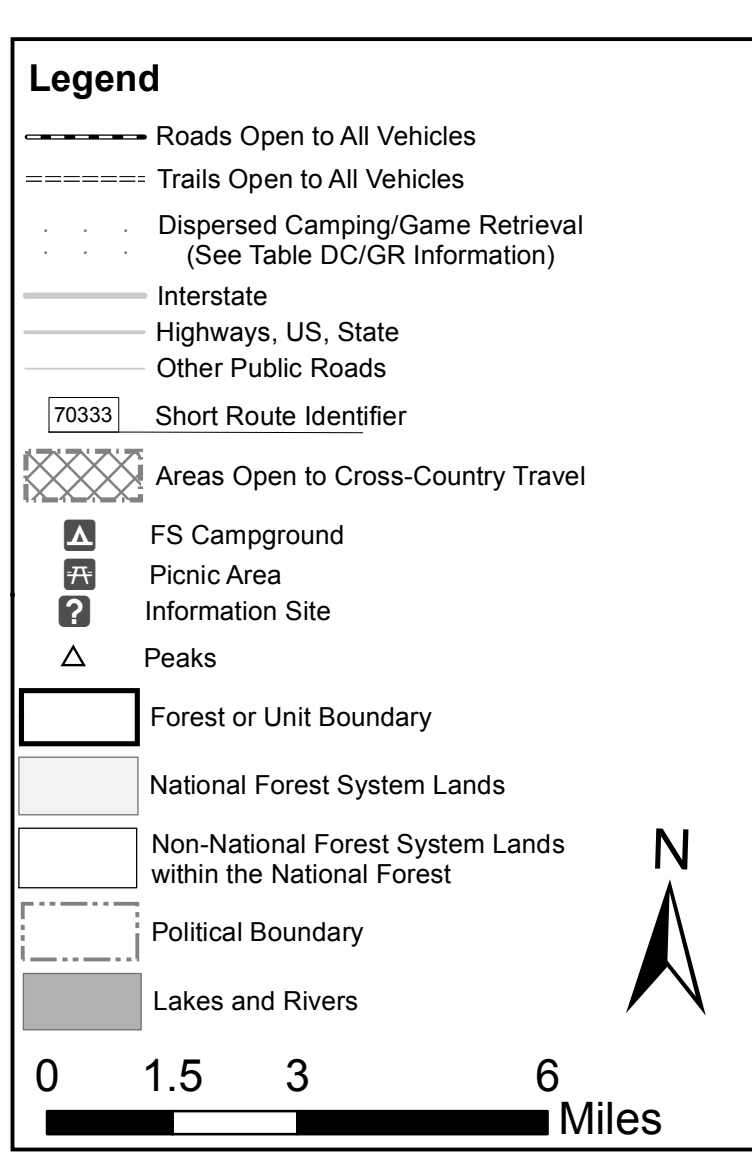 Legend
Roads Open to All Vehicles
Trails Open to All Vehicles
Dispersed Camping/Game Retrieval
(See Table DC/GR Information)
Interstate
Highways, US, State
Other Public Roads
70333 Short Route Identifier
Areas Open to Cross-Country Travel
FS Campground
Picnic Area
? Information Site
Peaks
Forest or Unit Boundary
National Forest System Lands
Non-National Forest System Lands
within the National Forest
N
Political Boundary
Lakes and Rivers
0 1.5 3 6
Miles